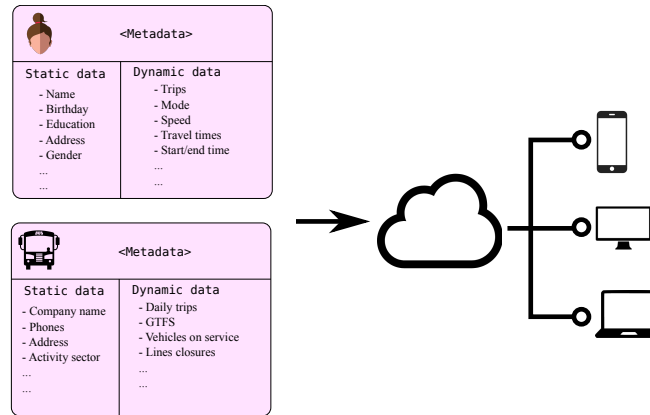 <Metadata>
Static data
- Name
- Birthday
- Education
- Address
- Gender
...
...
Dynamic data
- Trips
- Mode
- Speed
- Travel times
- Start/end time
...
...
<Metadata>
Static data
- Company name
- Phones
- Address
- Activity sector
...
...
Dynamic data
- Daily trips
- GTFS
- Vehicles on service
- Lines closures
...
...